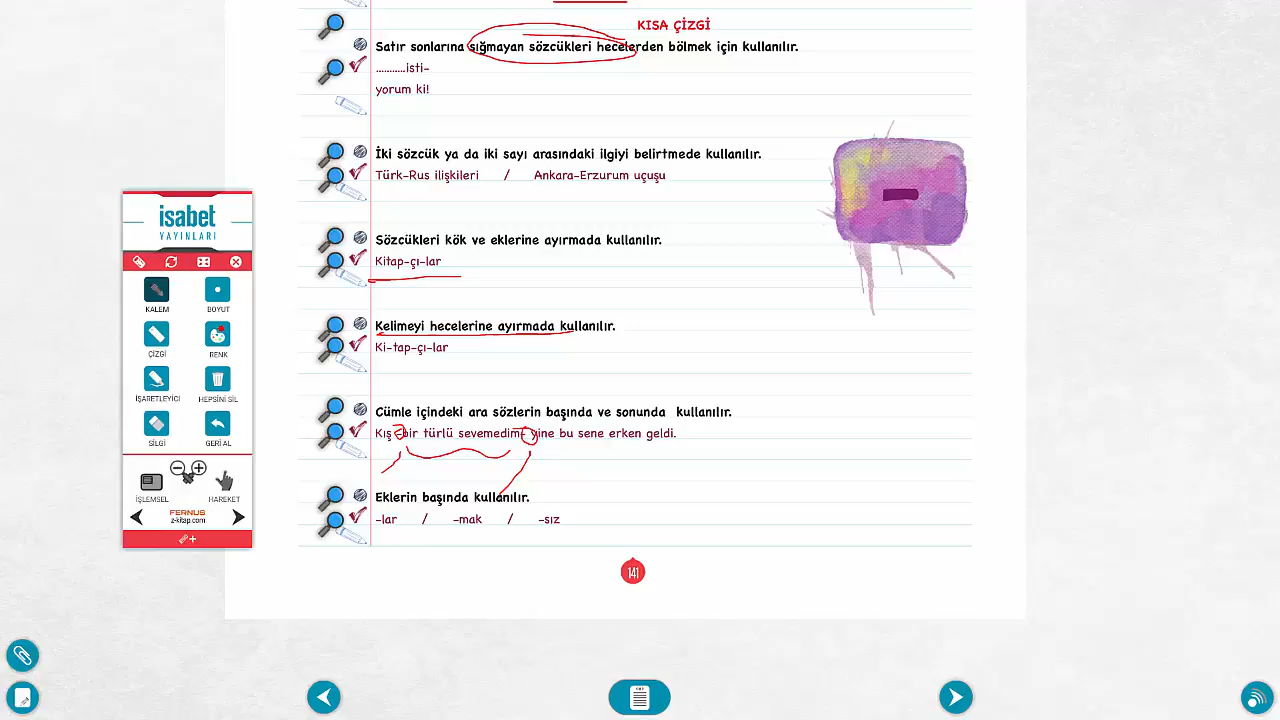 KISA ÇİZGİ
Satır sonlarına sığmayan sözcükleri hecelerden bölmek için kullanılır.
...........isti-
yorum ki!
İki sözcük ya da iki sayı arasındaki ilgiyi belirtmede kullanılır.
Türk-Rus ilişkileri / Ankara-Erzurum uçuşu
Sözcükleri kök ve eklerine ayırmada kullanılır.
Kitap-çı-lar
Kelimeyi hecelerine ayırmada kullanılır.
Ki-tap-çı-lar
Cümle içindeki ara sözlerin başında ve sonunda kullanılır.
Kış -bir türlü sevemedim- yine bu sene erken geldi.
Eklerin başında kullanılır.
-lar / -mak / -sız
141
isabet
YAYINLARI
KALEM
BOYUT
ÇİZGİ
RENK
İŞARETLEYİCİ
HEPSİNİ SİL
SİLGİ
GERİ AL
İŞLEMSEL
HAREKET
FERNUS
z-kitap.com